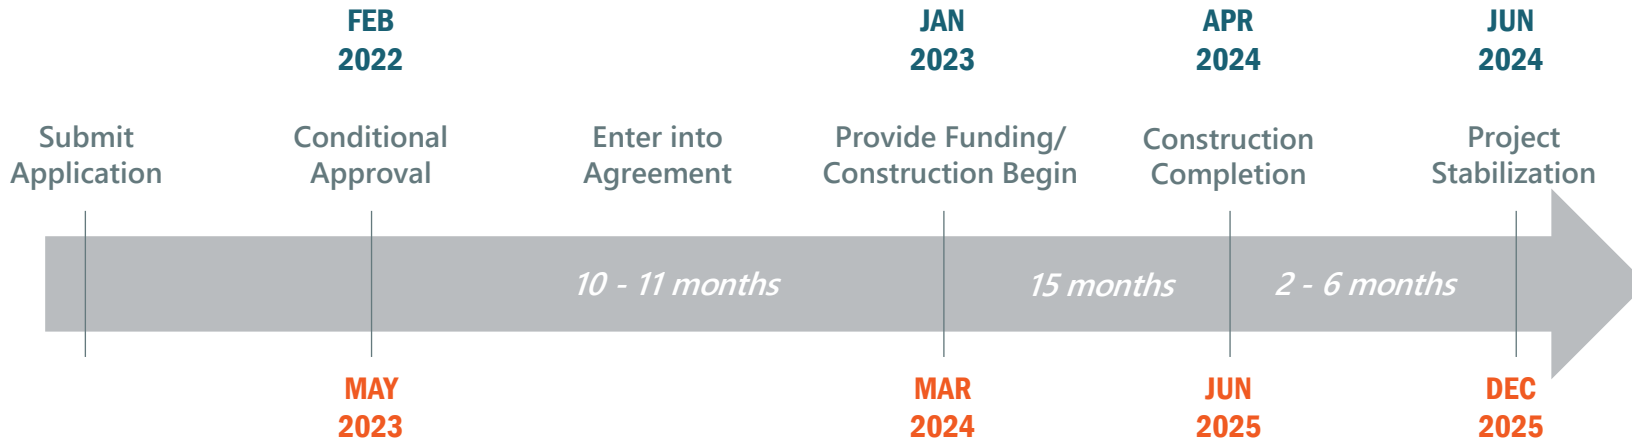 FEB
2022
JAN
2023
APR
2024
JUN
2024
Submit
Application
Conditional
Approval
Enter into
Agreement
Provide Funding/
Construction Begin
Construction
Completion
Project
Stabilization
10 - 11 months
15 months
2 - 6 months
MAY
2023
MAR
2024
JUN
2025
DEC
2025